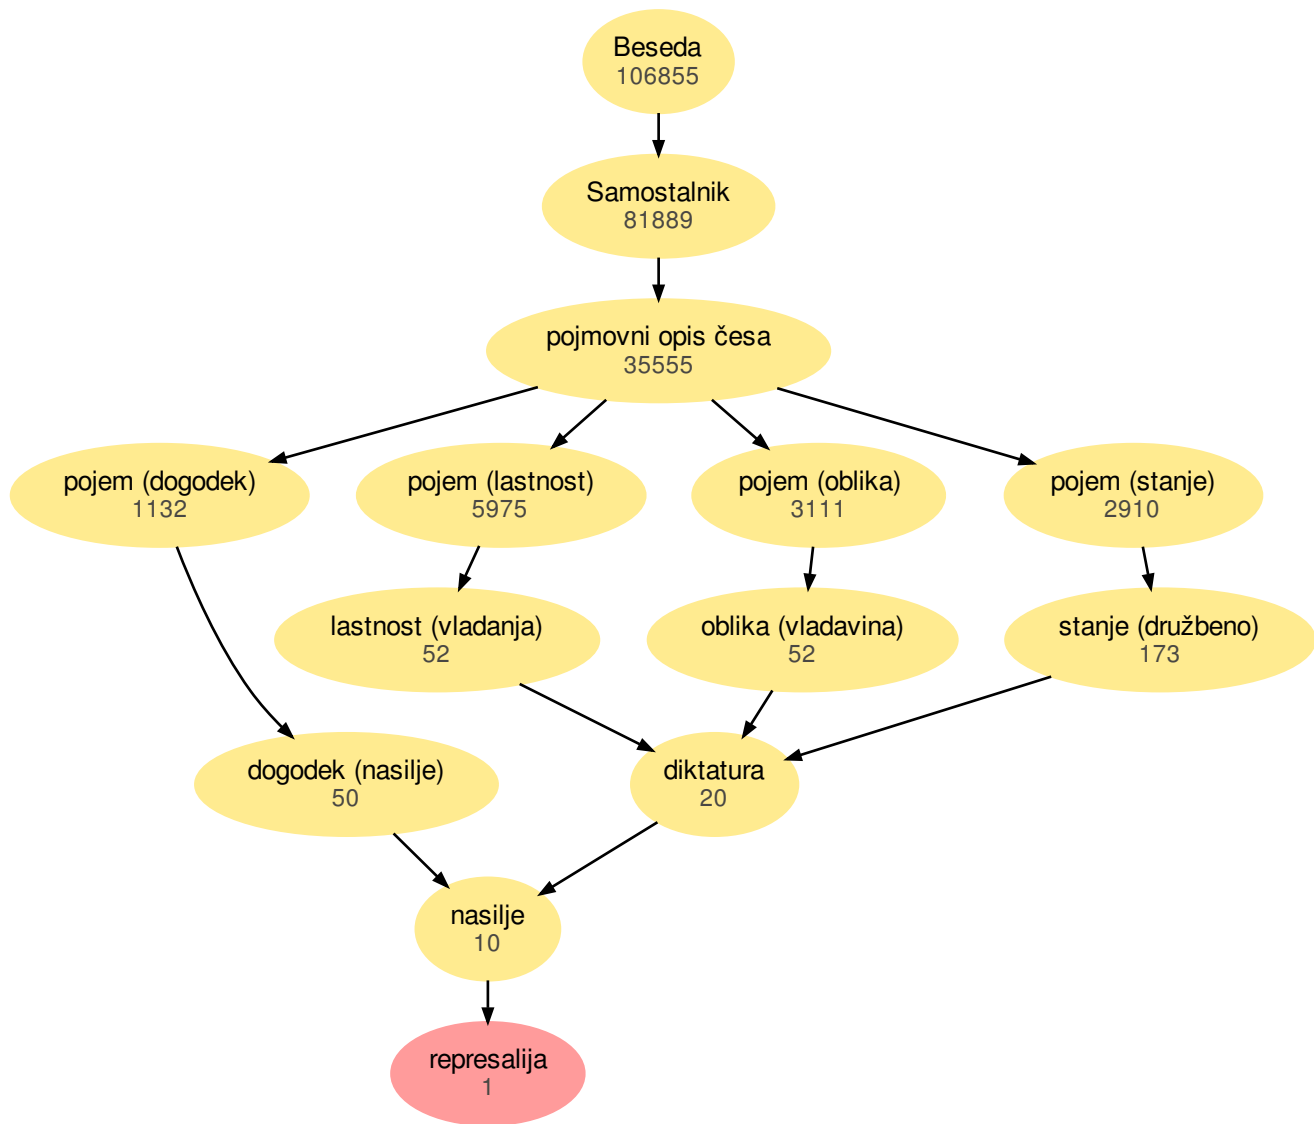 Beseda
106855
Samostalnik
81889
pojmovni opis česa
35555
pojem (dogodek)
1132
pojem (lastnost)
5975
pojem (oblika)
3111
pojem (stanje)
2910
lastnost (vladanja)
52
oblika (vladavina)
52
stanje (družbeno)
173
dogodek (nasilje)
50
diktatura
20
nasilje
10
represalija
1